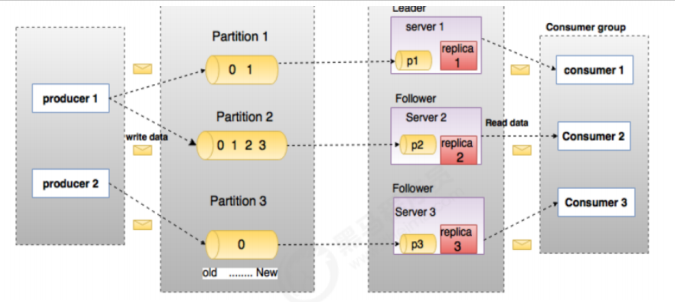 producer 1
producer 2
write data
Partition 1
0 1
Partition 2
0 1 2 3
Partition 3
0
old ........ New
Leader
server 1
p1
replica
1
Follower
Server 2
p2
replica
2
Follower
Server 3
p3
replica
3
Read data
Consumer group
consumer 1
Consumer 2
Consumer 3